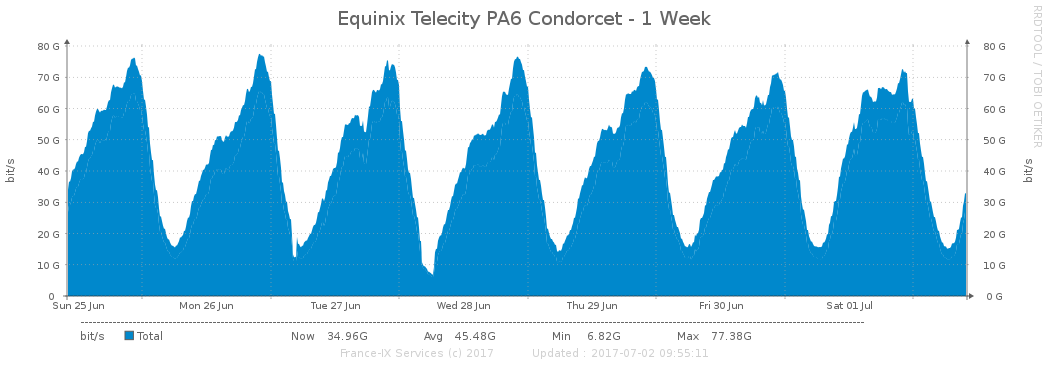 Equinix Telecity PA6 Condorcet - 1 Week
RRDTOOL / TOBI OETIKER
80 G 80 G
70 G 70 G
60 G 60 G
50 G 50 G
40 G 40 G
30 G 30 G
20 G 20 G
10 G 10 G
0 0 G
bit/s bit/s
Sun 25 Jun Mon 26 Jun Tue 27 Jun Wed 28 Jun Thu 29 Jun Fri 30 Jun Sat 01 Jul
bit/s Total Now 34.96G Avg 45.48G Min 6.82G Max 77.38G
France-IX Services (c) 2017 Updated : 2017-07-02 09:55:11